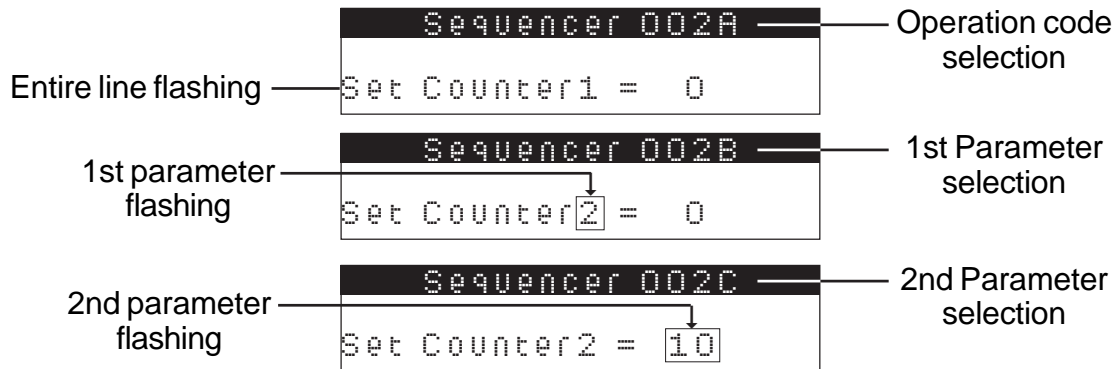 Sequencer 002A
Operation code
selection
Entire line flashing
Set Counter1 = 0
Sequencer 002B
1st Parameter
selection
1st parameter
flashing
Set Counter2 = 0
Sequencer 002C
2nd Parameter
selection
2nd parameter
flashing
Set Counter2 = 10